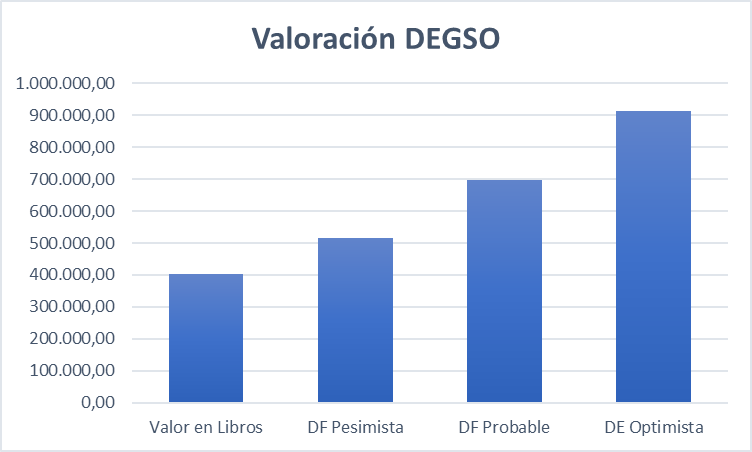 Valoración DEGSO
1.000.000,00
900.000,00
800.000,00
700.000,00
600.000,00
500.000,00
400.000,00
300.000,00
200.000,00
100.000,00
0,00
Valor en Libros
DF Pesimista
DF Probable
DE Optimista